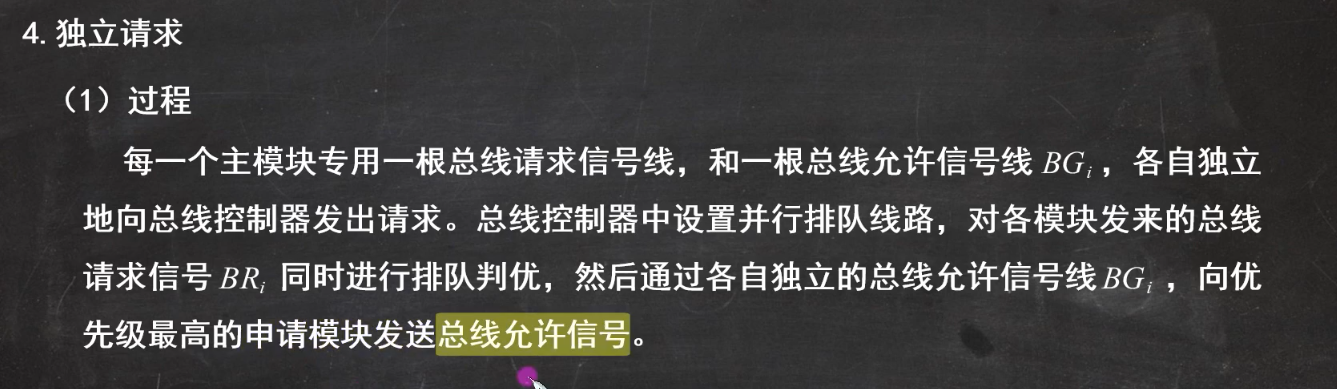 4. 独立请求
（1）过程
每一个主模块专用一根总线请求信号线，和一根总线允许信号线 BGᵢ，各自独立
地向总线控制器发出请求。总线控制器中设置并行排队线路，对各模块发来的总线
请求信号 BRᵢ 同时进行排队判优，然后通过各自独立的总线允许信号线 BGᵢ，向优
先级最高的申请模块发送总线允许信号。